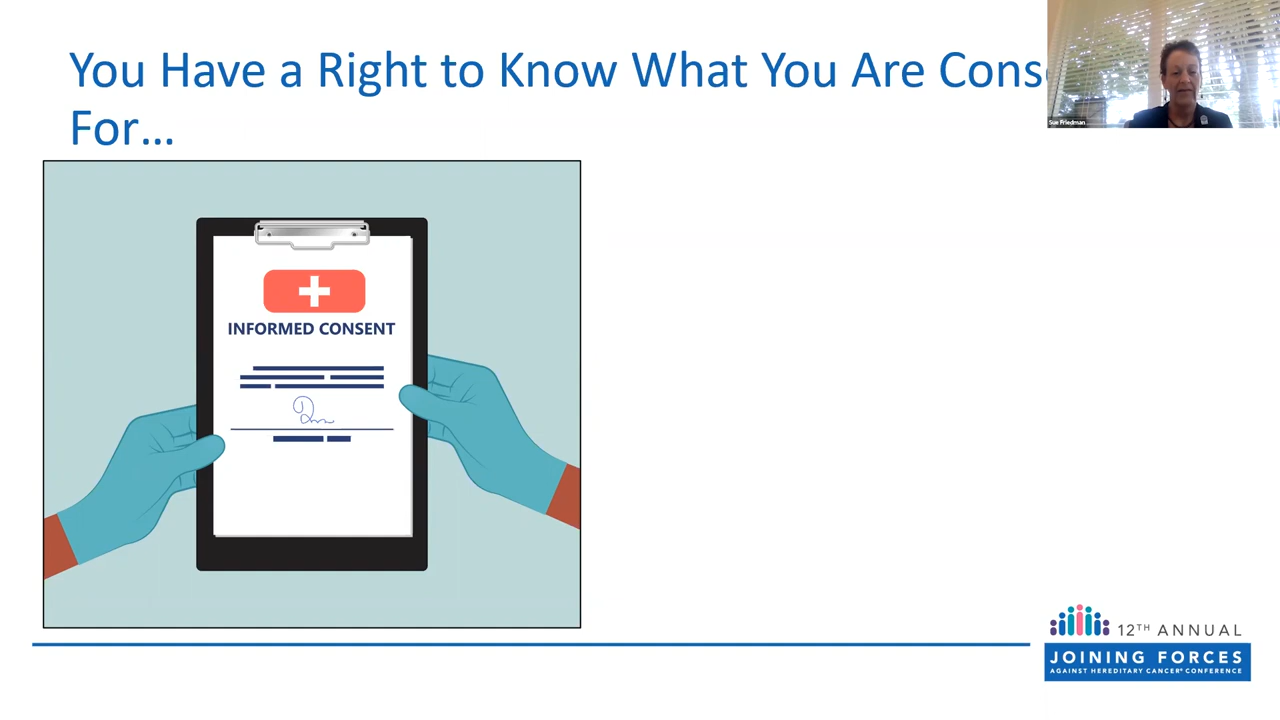 You Have a Right to Know What You Are Cons
For...
Sue Friedman
INFORMED CONSENT
12TH ANNUAL
JOINING FORCES
AGAINST HEREDITARY CANCER® CONFERENCE